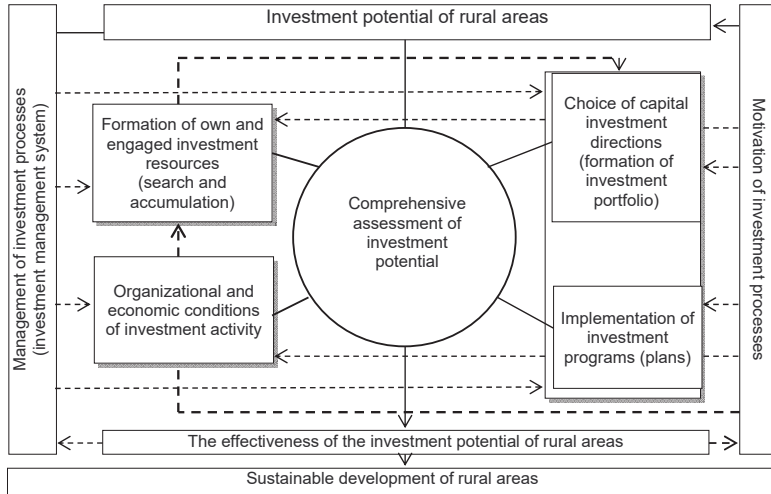 Investment potential of rural areas
Management of investment processes
(investment management system)
Formation of own and
engaged investment
resources
(search and
accumulation)
Organizational and
economic conditions
of investment activity
Comprehensive
assessment of
investment
potential
Choice of capital
investment
directions
(formation of
investment
portfolio)
Implementation of
investment
programs (plans)
Motivation of investment
processes
The effectiveness of the investment potential of rural areas
Sustainable development of rural areas